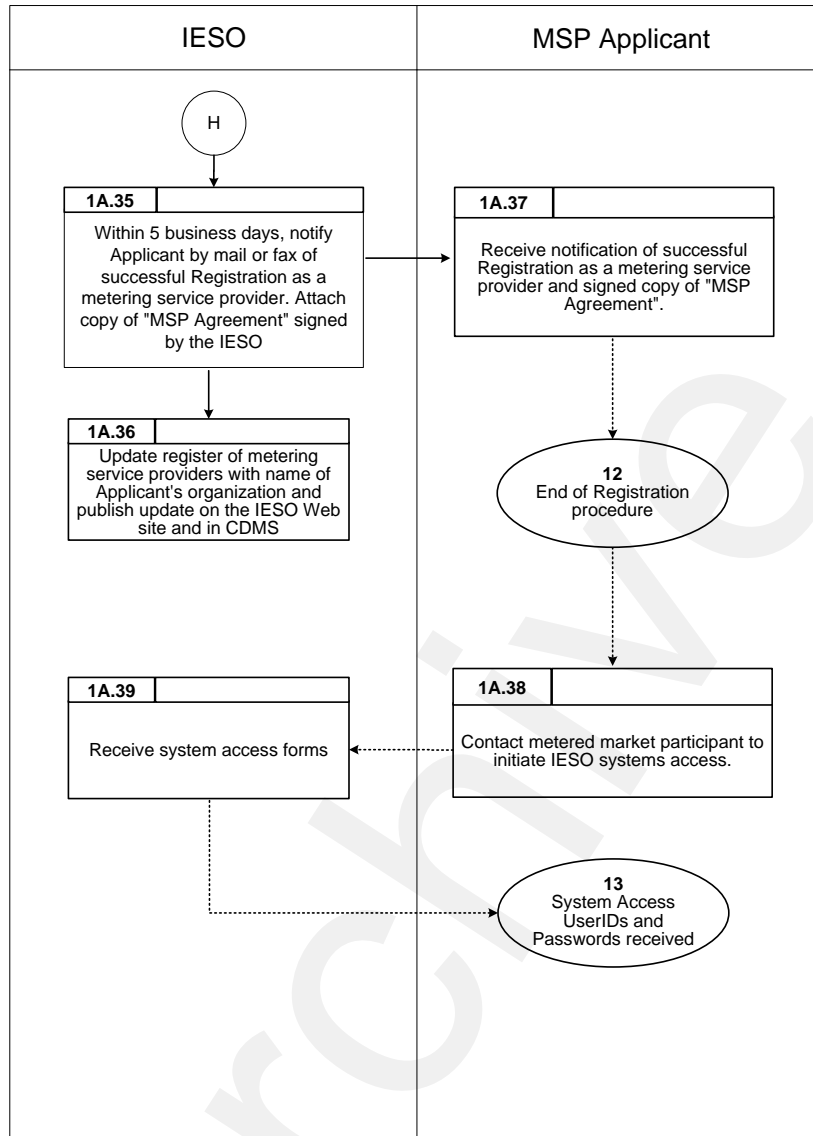 IESO
MSP Applicant
H
1A.35
Within 5 business days, notify
Applicant by mail or fax of
successful Registration as a
metering service provider. Attach
copy of "MSP Agreement" signed
by the IESO
1A.37
Receive notification of successful
Registration as a metering service
provider and signed copy of "MSP
Agreement".
1A.36
Update register of metering
service providers with name of
Applicant's organization and
publish update on the IESO Web
site and in CDMS
12
End of Registration
procedure
1A.39
Receive system access forms
1A.38
Contact metered market participant to
initiate IESO systems access.
13
System Access
UserIDs and
Passwords received
rchive